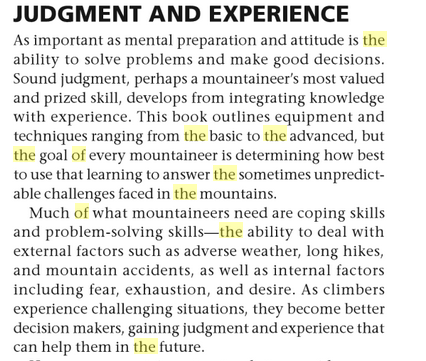 JUDGMENT AND EXPERIENCE
As important as mental preparation and attitude is the
ability to solve problems and make good decisions.
Sound judgment, perhaps a mountaineer's most valued
and prized skill, develops from integrating knowledge
with experience. This book outlines equipment and
techniques ranging from the basic to the advanced, but
the goal of every mountaineer is determining how best
to use that learning to answer the sometimes unpredict-
able challenges faced in the mountains.
Much of what mountaineers need are coping skills
and problem-solving skills—the ability to deal with
external factors such as adverse weather, long hikes,
and mountain accidents, as well as internal factors
including fear, exhaustion, and desire. As climbers
experience challenging situations, they become better
decision makers, gaining judgment and experience that
can help them in the future.